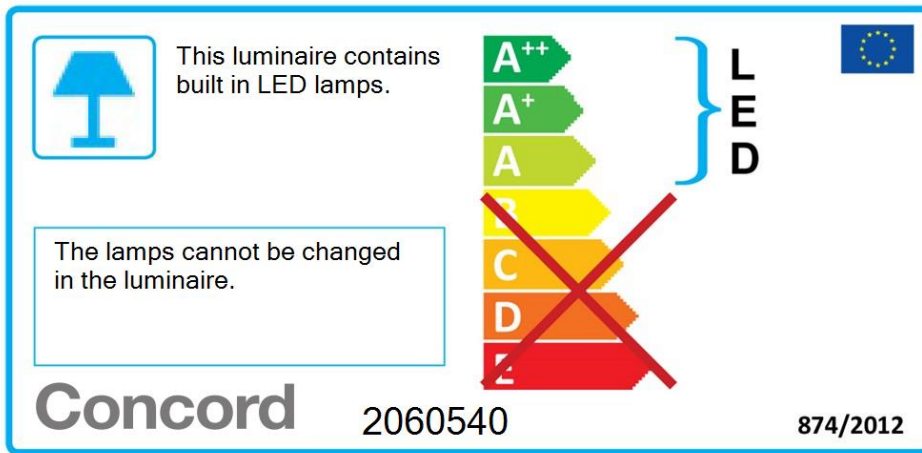 This luminaire contains
built in LED lamps.
A++
A+
A
B
C
D
E
L
E
D
The lamps cannot be changed
in the luminaire.
Concord
2060540
874/2012